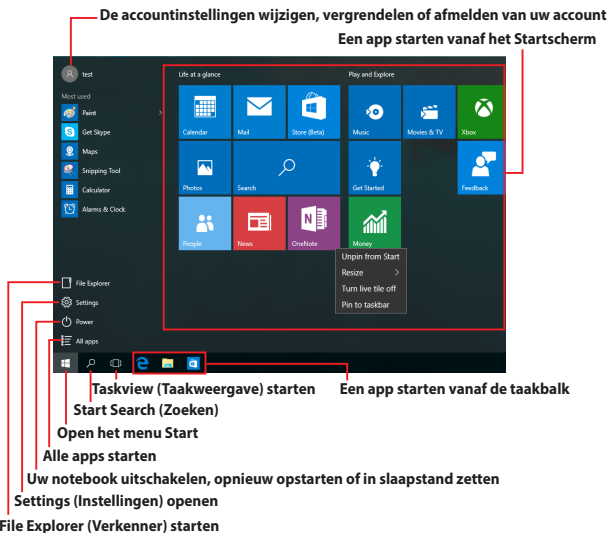 De accountinstellingen wijzigen, vergrendelen of afmelden van uw account
Een app starten vanaf het Startscherm
test
Most used
Paint
Get Skype
Maps
Snipping Tool
Calculator
Alarms & Clock
File Explorer
Settings
Power
All apps
Life at a glance
Play and Explore
Calendar
Mail
Store (Beta)
Music
Movies & TV
Xbox
Photos
Search
Get Started
Feedback
People
News
OneNote
Money
Unpin from Start
Resize
Turn live tile off
Pin to taskbar
Taskview (Taakweergave) starten
Een app starten vanaf de taakbalk
Start Search (Zoeken)
Open het menu Start
Alle apps starten
Uw notebook uitschakelen, opnieuw opstarten of in slaapstand zetten
Settings (Instellingen) openen
File Explorer (Verkenner) starten